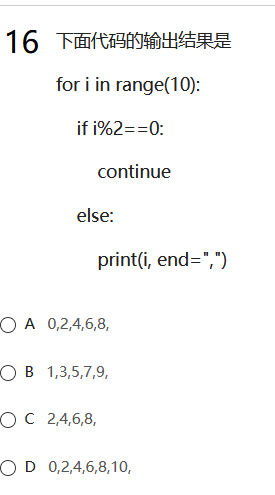 16 下面代码的输出结果是
for i in range(10):
if i%2==0:
continue
else:
print(i, end=",")
A 0,2,4,6,8,
B 1,3,5,7,9,
C 2,4,6,8,
D 0,2,4,6,8,10,